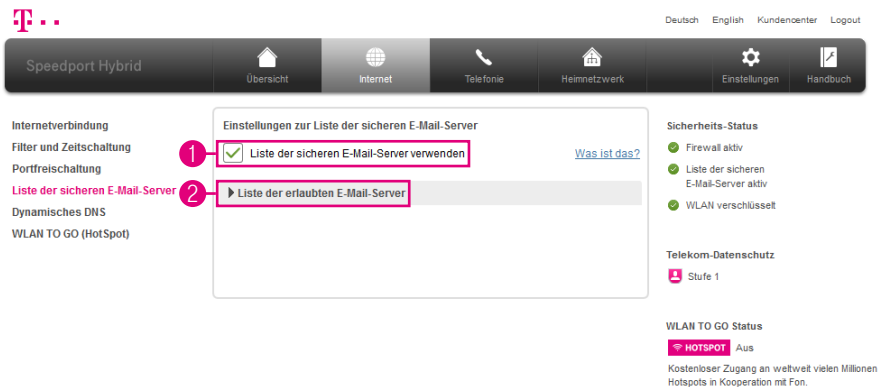 T
Deutsch English Kundencenter Logout
Speedport Hybrid
Übersicht
Internet
Telefonie
Heimnetzwerk
Einstellungen
Handbuch
Internetverbindung
Filter und Zeitschaltung
Portfreischaltung
Liste der sicheren E-Mail-Server
Dynamisches DNS
WLAN TO GO (HotSpot)
Einstellungen zur Liste der sicheren E-Mail-Server
1 Liste der sicheren E-Mail-Server verwenden Was ist das?
2 Liste der erlaubten E-Mail-Server
Sicherheits-Status
Firewall aktiv
Liste der sicheren
E-Mail-Server aktiv
WLAN verschlüsselt
Telekom-Datenschutz
Stufe 1
WLAN TO GO Status
HOTSPOT Aus
Kostenloser Zugang an weltweit vielen Millionen
Hotspots in Kooperation mit Fon.